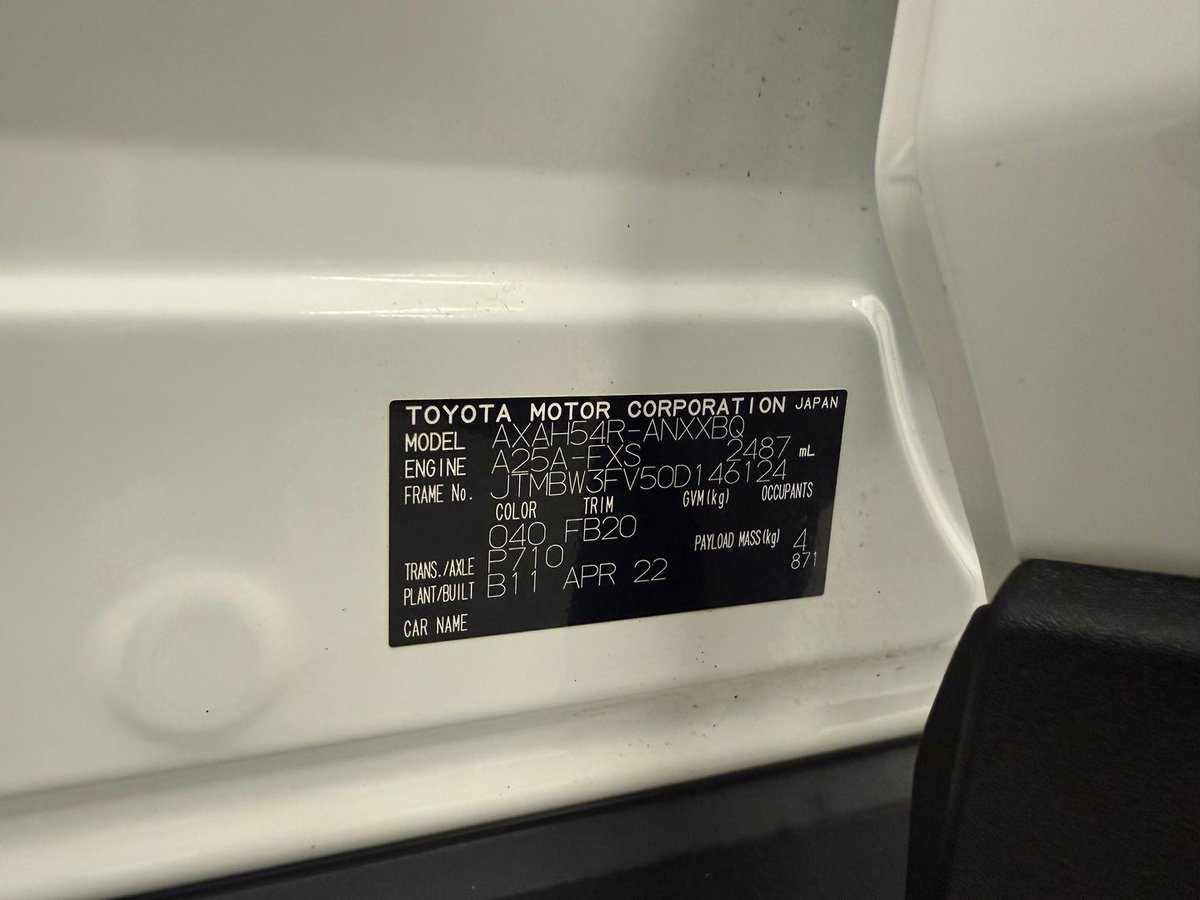 TOYOTA MOTOR CORPORATION JAPAN
MODEL AXAH54R-ANXXBQ
ENGINE A25A-FXS 2487 mL
FRAME No. JTMBW3FV50D146124
COLOR TRIM GVM(kg) OCCUPANTS
040 FB20 4
TRANS./AXLE P710 PAYLOAD MASS(kg) 871
PLANT/BUILT B11 APR 22
CAR NAME